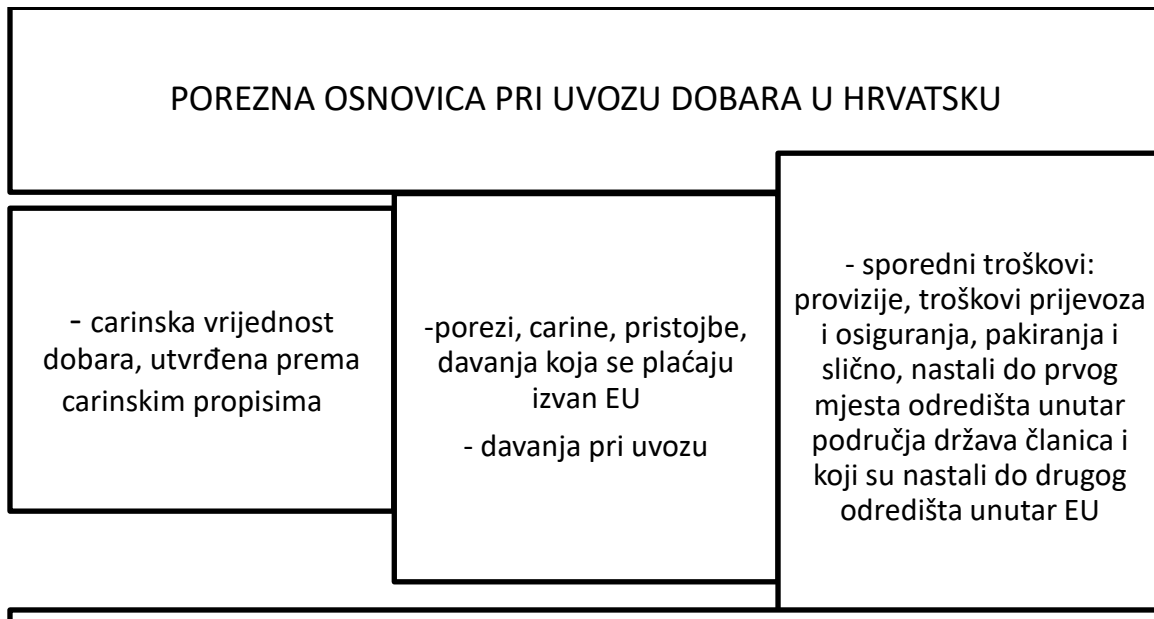 POREZNA OSNOVICA PRI UVOZU DOBARA U HRVATSKU
- carinska vrijednost
dobara, utvrđena prema
carinskim propisima
-porezi, carine, pristojbe,
davanja koja se plaćaju
izvan EU
- davanja pri uvozu
- sporedni troškovi:
provizije, troškovi prijevoza
i osiguranja, pakiranja i
slično, nastali do prvog
mjesta odredišta unutar
područja država članica i
koji su nastali do drugog
odredišta unutar EU